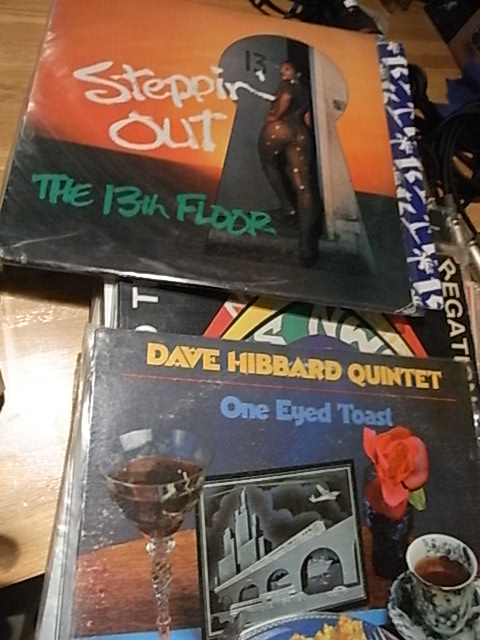 13
Steppin'
Out
THE 13th FLOOR
DAVE HIBBARD QUINTET
One Eyed Toast